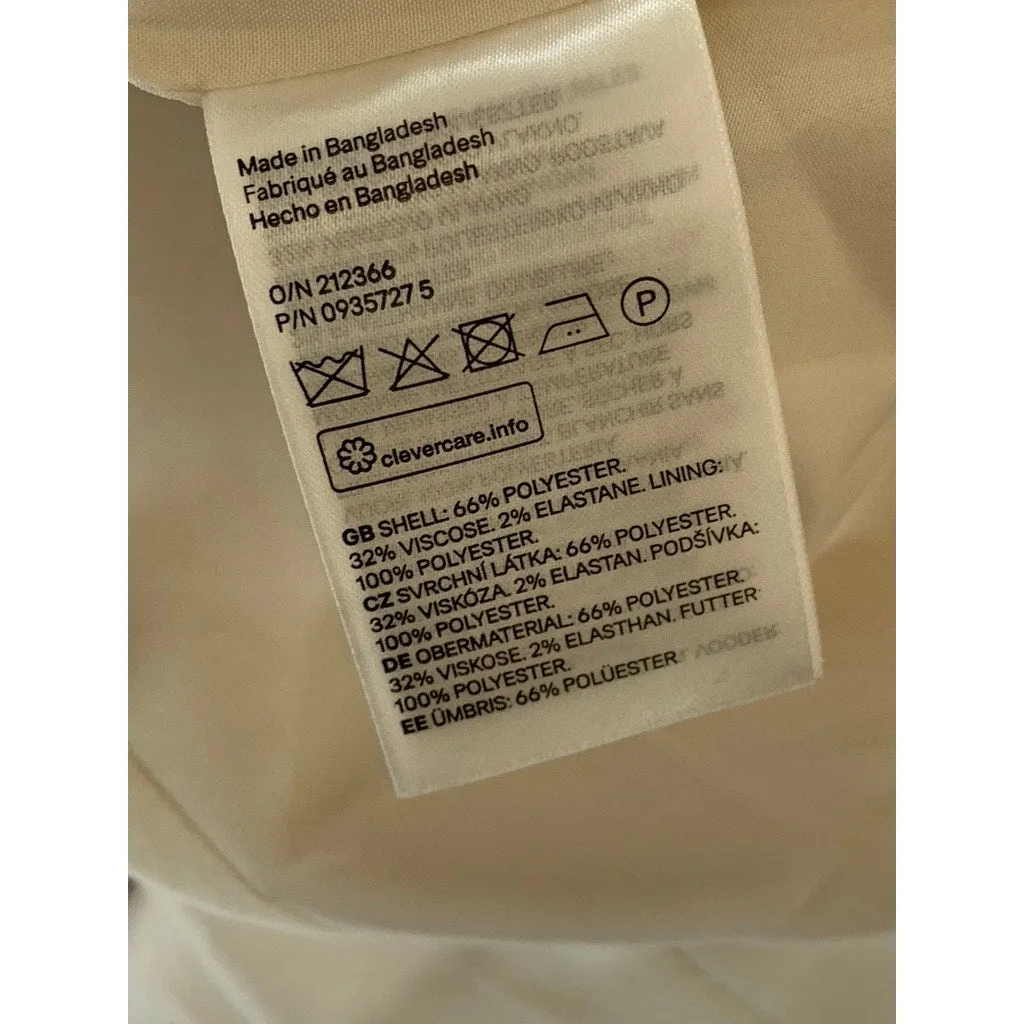 Made in Bangladesh
Fabriqué au Bangladesh
Hecho en Bangladesh
O/N 212366
P/N 0935727 5
P
clevercare.info
GB SHELL: 66% POLYESTER.
32% VISCOSE. 2% ELASTANE. LINING:
100% POLYESTER.
CZ SVRCHNÍ LÁTKA: 66% POLYESTER.
32% VISKÓZA. 2% ELASTAN. PODŠÍVKA:
100% POLYESTER.
DE OBERMATERIAL: 66% POLYESTER.
32% VISKOSE. 2% ELASTHAN. FUTTER
100% POLYESTER.
EE ÜMBRIS: 66% POLÜESTER